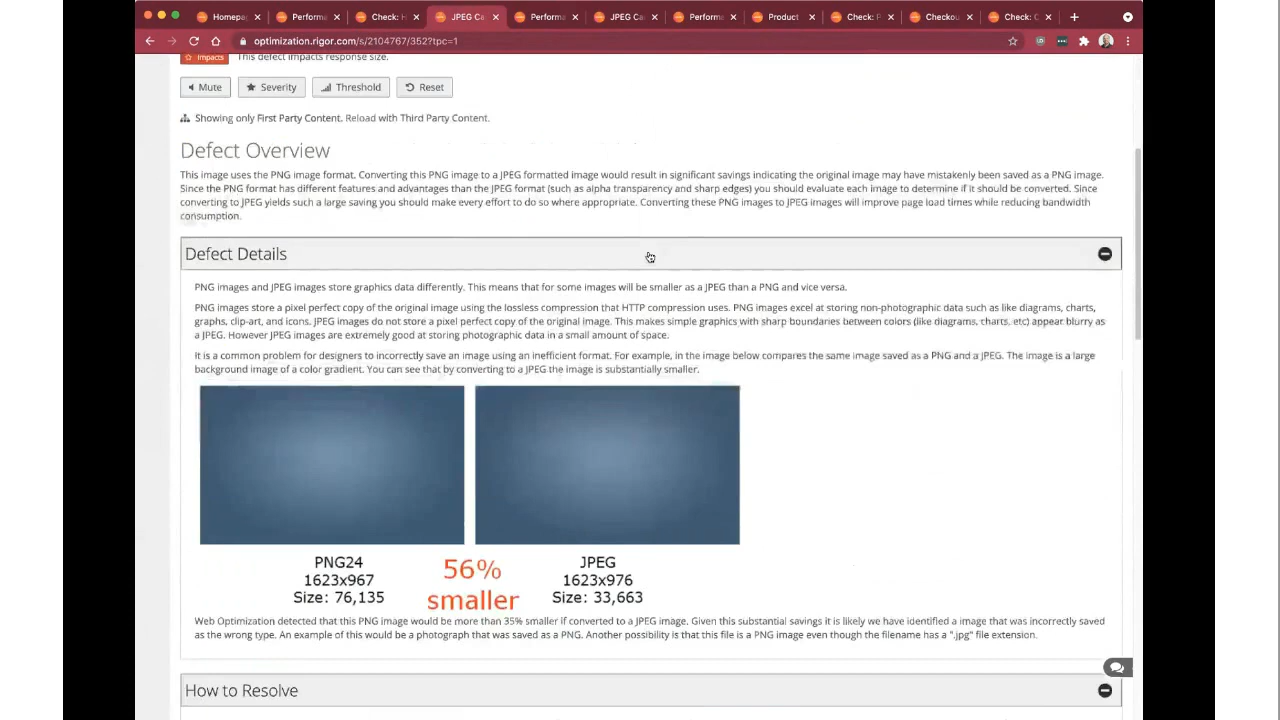 Homepag
Performa
Check: H
JPEG Ca
Performa
JPEG Ca
Performa
Product
Check: P
Checkou
Check: C
optimization.rigor.com/s/2104767/352?tpc=1
Impacts
This defect impacts response size.
Mute
Severity
Threshold
Reset
Showing only First Party Content. Reload with Third Party Content.
Defect Overview
This image uses the PNG image format. Converting this PNG image to a JPEG formatted image would result in significant savings indicating the original image may have mistakenly been saved as a PNG image.
Since the PNG format has different features and advantages than the JPEG format (such as alpha transparency and sharp edges) you should evaluate each image to determine if it should be converted. Since
converting to JPEG yields such a large saving you should make every effort to do so where appropriate. Converting these PNG images to JPEG images will improve page load times while reducing bandwidth
consumption.
Defect Details
PNG images and JPEG images store graphics data differently. This means that for some images will be smaller as a JPEG than a PNG and vice versa.
PNG images store a pixel perfect copy of the original image using the lossless compression that HTTP compression uses. PNG images excel at storing non-photographic data such as like diagrams, charts,
graphs, clip-art, and icons. JPEG images do not store a pixel perfect copy of the original image. This makes simple graphics with sharp boundaries between colors (like diagrams, charts, etc) appear blurry as
a JPEG. However JPEG images are extremely good at storing photographic data in a small amount of space.
It is a common problem for designers to incorrectly save an image using an inefficient format. For example, in the image below compares the same image saved as a PNG and a JPEG. The image is a large
background image of a color gradient. You can see that by converting to a JPEG the image is substantially smaller.
PNG24
1623x967
Size: 76,135
56%
smaller
JPEG
1623x976
Size: 33,663
Web Optimization detected that this PNG image would be more than 35% smaller if converted to a JPEG image. Given this substantial savings it is likely we have identified a image that was incorrectly saved
as the wrong type. An example of this would be a photograph that was saved as a PNG. Another possibility is that this file is a PNG image even though the filename has a ".jpg" file extension.
How to Resolve